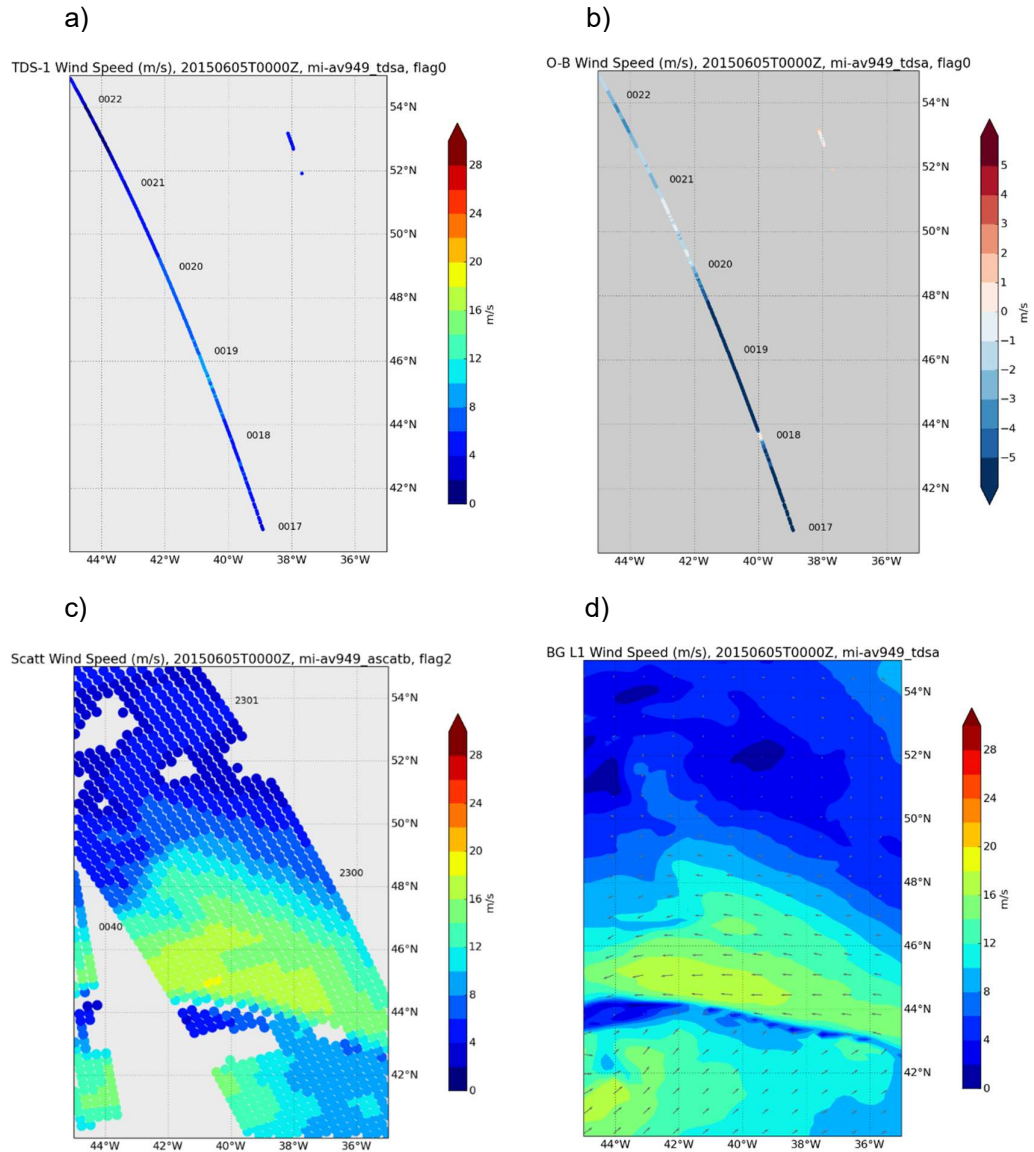 a)
b)
TDS-1 Wind Speed (m/s), 20150605T0000Z, mi-av949_tdsa, flag0
0022
0021
0020
0019
0018
0017
54°N
52°N
50°N
48°N
46°N
44°N
42°N
44°W
42°W
40°W
38°W
36°W
28
24
20
16
12
8
4
0
m/s
O-B Wind Speed (m/s), 20150605T0000Z, mi-av949_tdsa, flag0
0022
0021
0020
0019
0018
0017
54°N
52°N
50°N
48°N
46°N
44°N
42°N
44°W
42°W
40°W
38°W
36°W
5
4
3
2
1
0
−1
−2
−3
−4
−5
m/s
c)
d)
Scatt Wind Speed (m/s), 20150605T0000Z, mi-av949_ascatb, flag2
2301
2300
0040
54°N
52°N
50°N
48°N
46°N
44°N
42°N
44°W
42°W
40°W
38°W
36°W
28
24
20
16
12
8
4
0
m/s
BG L1 Wind Speed (m/s), 20150605T0000Z, mi-av949_tdsa
54°N
52°N
50°N
48°N
46°N
44°N
42°N
44°W
42°W
40°W
38°W
36°W
28
24
20
16
12
8
4
0
m/s